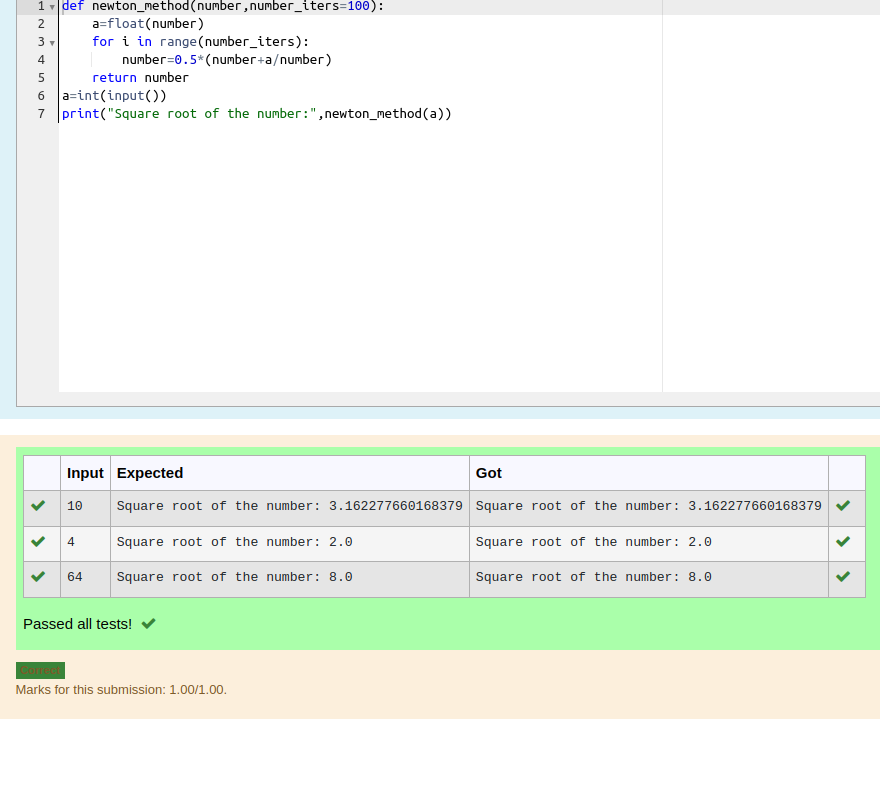 1 def newton_method(number,number_iters=100):
2     a=float(number)
3     for i in range(number_iters):
4         number=0.5*(number+a/number)
5     return number
6 a=int(input())
7 print("Square root of the number:",newton_method(a))
Input Expected Got
10 Square root of the number: 3.162277660168379 Square root of the number: 3.162277660168379
4 Square root of the number: 2.0 Square root of the number: 2.0
64 Square root of the number: 8.0 Square root of the number: 8.0
Passed all tests!
Correct
Marks for this submission: 1.00/1.00.